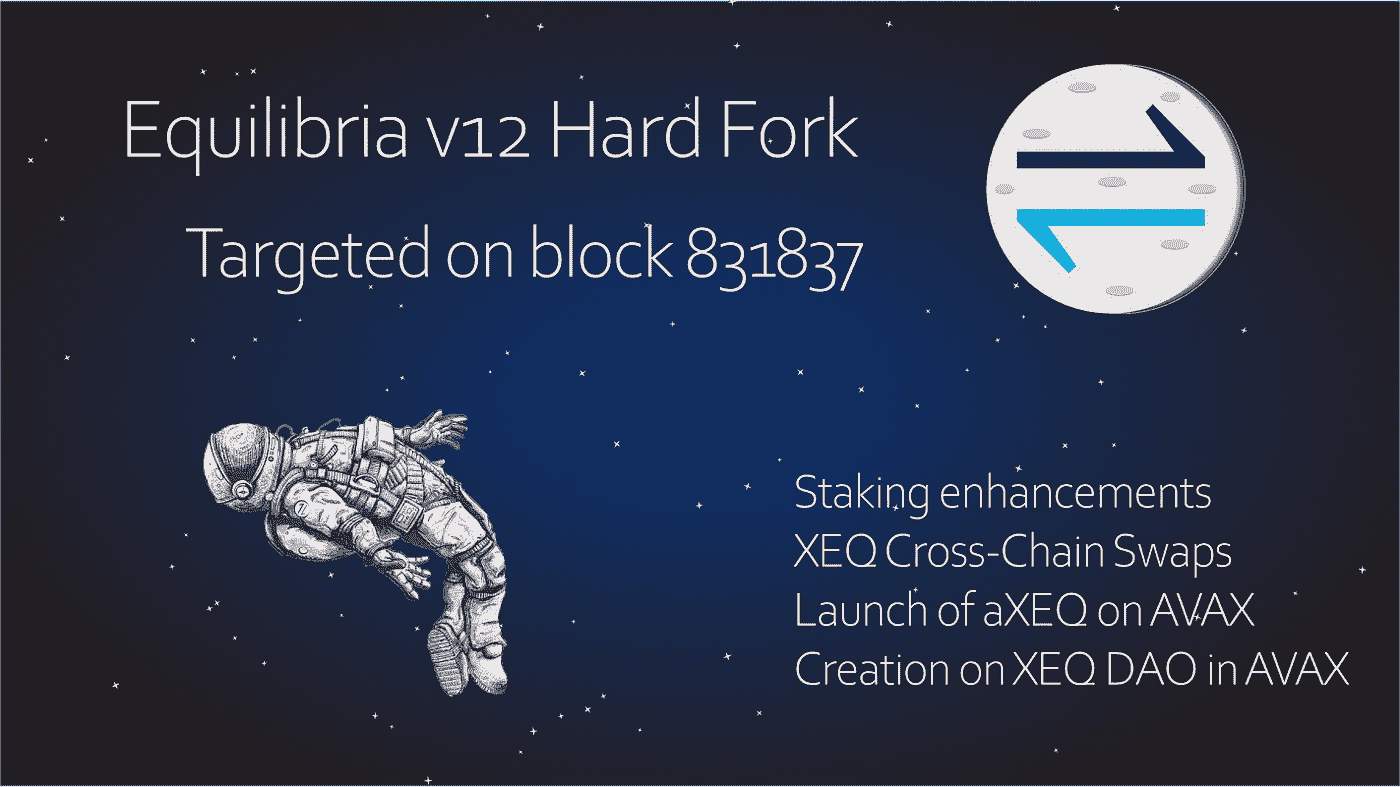 Equilibria v12 Hard Fork
Targeted on block 831837
Staking enhancements
XEQ Cross-Chain Swaps
Launch of aXEQ on AVAX
Creation on XEQ DAO in AVAX